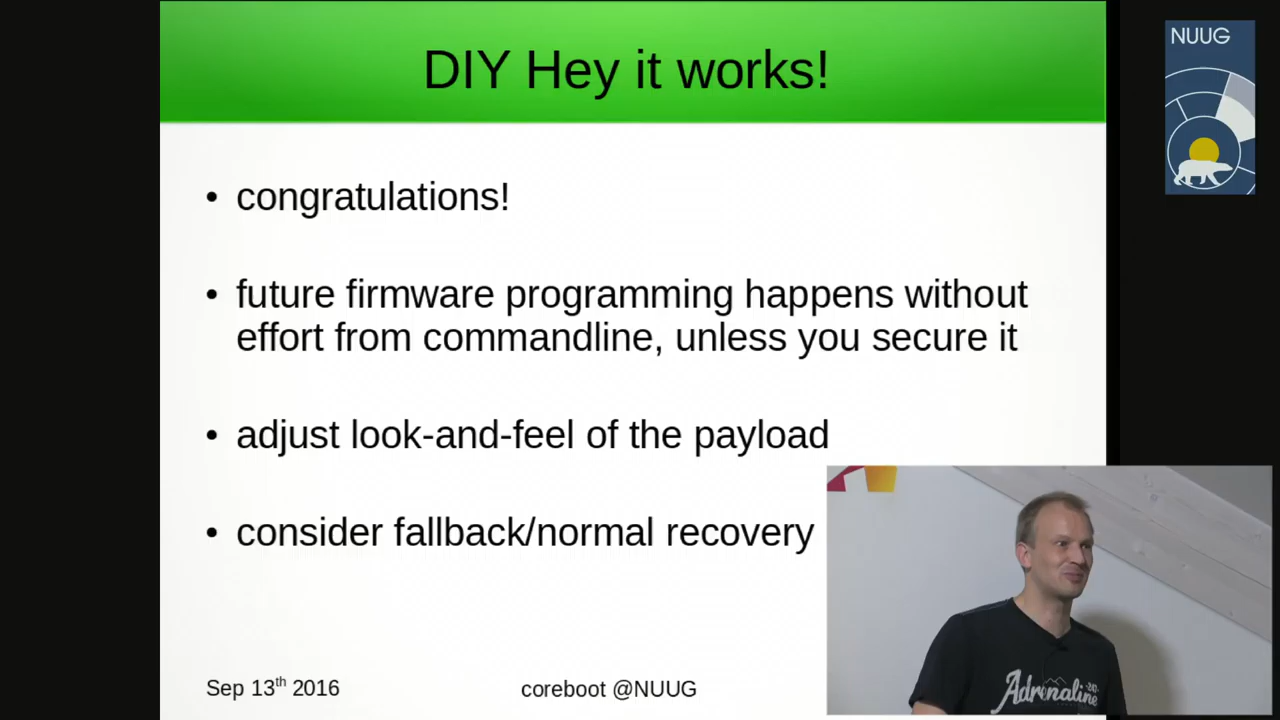 DIY Hey it works!
NUUG
• congratulations!
• future firmware programming happens without
effort from commandline, unless you secure it
• adjust look-and-feel of the payload
• consider fallback/normal recovery
Adrenaline
Sep 13th 2016
coreboot @NUUG